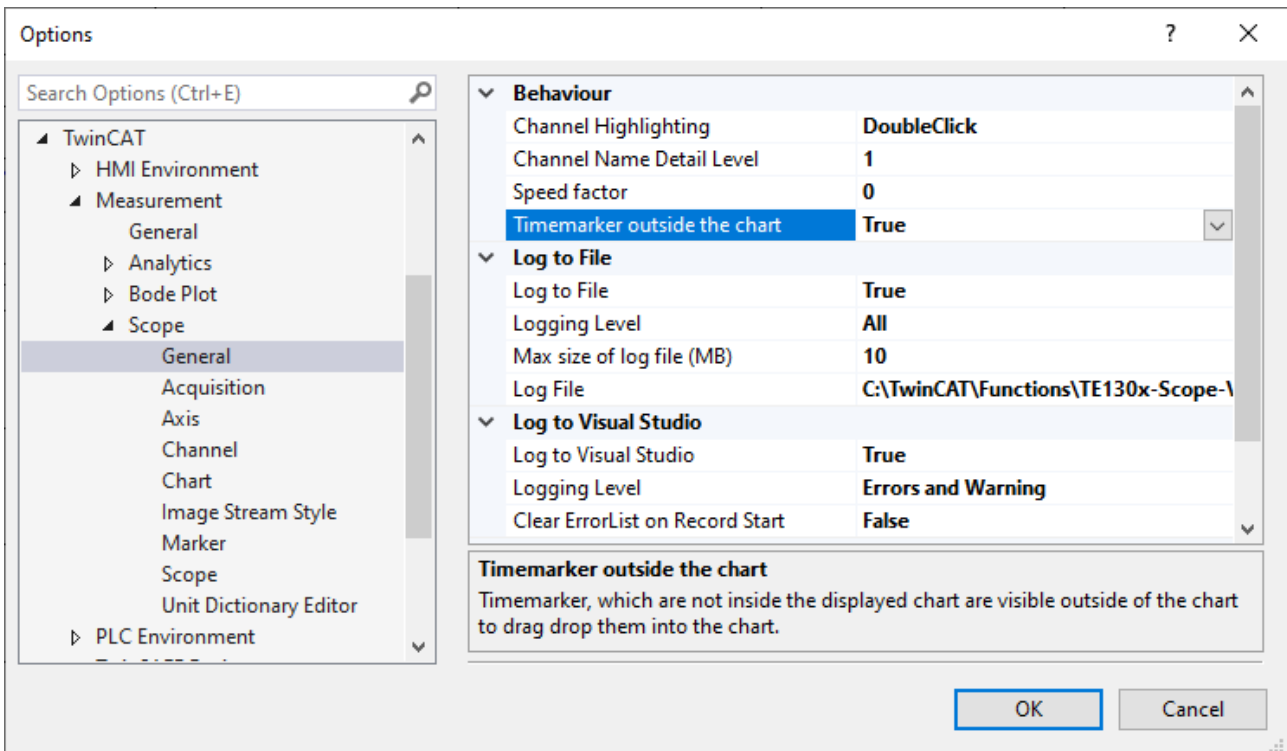 Options ?
Search Options (Ctrl+E)
TwinCAT
HMI Environment
Measurement
General
Analytics
Bode Plot
Scope
General
Acquisition
Axis
Channel
Chart
Image Stream Style
Marker
Scope
Unit Dictionary Editor
PLC Environment
Behaviour
Channel Highlighting DoubleClick
Channel Name Detail Level 1
Speed factor 0
Timemarker outside the chart True
Log to File
Log to File True
Logging Level All
Max size of log file (MB) 10
Log File C:\TwinCAT\Functions\TE130x-Scope-
Log to Visual Studio
Log to Visual Studio True
Logging Level Errors and Warning
Clear ErrorList on Record Start False
Timemarker outside the chart
Timemarker, which are not inside the displayed chart are visible outside of the chart
to drag drop them into the chart.
OK Cancel